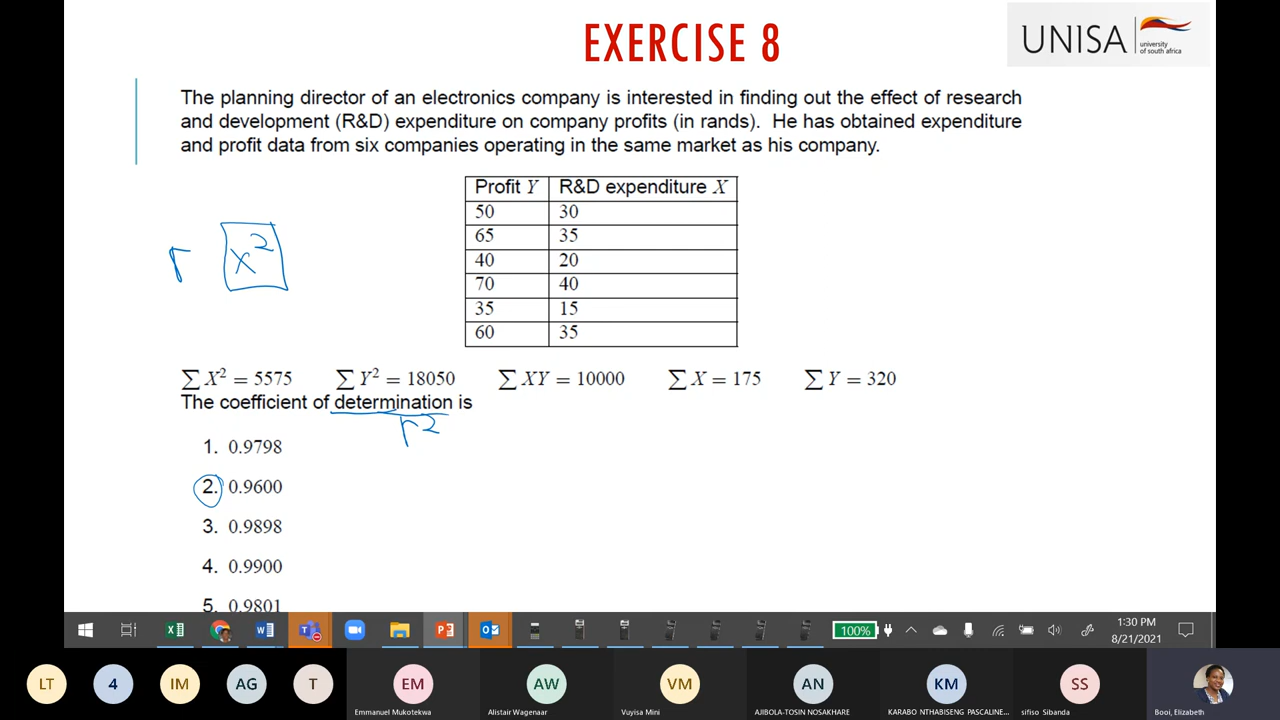 EXERCISE 8
UNISA
university
of south africa
The planning director of an electronics company is interested in finding out the effect of research
and development (R&D) expenditure on company profits (in rands). He has obtained expenditure
and profit data from six companies operating in the same market as his company.
Profit Y R&D expenditure X
50 30
65 35
40 20
70 40
35 15
60 35
r x²
∑ X² = 5575 ∑ Y² = 18050 ∑ XY = 10000 ∑ X = 175 ∑ Y = 320
The coefficient of determination is
r²
1. 0.9798
2. 0.9600
3. 0.9898
4. 0.9900
5. 0.9801
100%
1:30 PM
8/21/2021
LT 4 IM AG T EM AW VM AN KM SS
Emmanuel Mukotekwa Alistair Wagenaar Vuyisa Mini AJIBOLA-TOSIN NOSAKHARE KARABO NTHABISENG PASCALINE... sifiso Sibanda Booi, Elizabeth